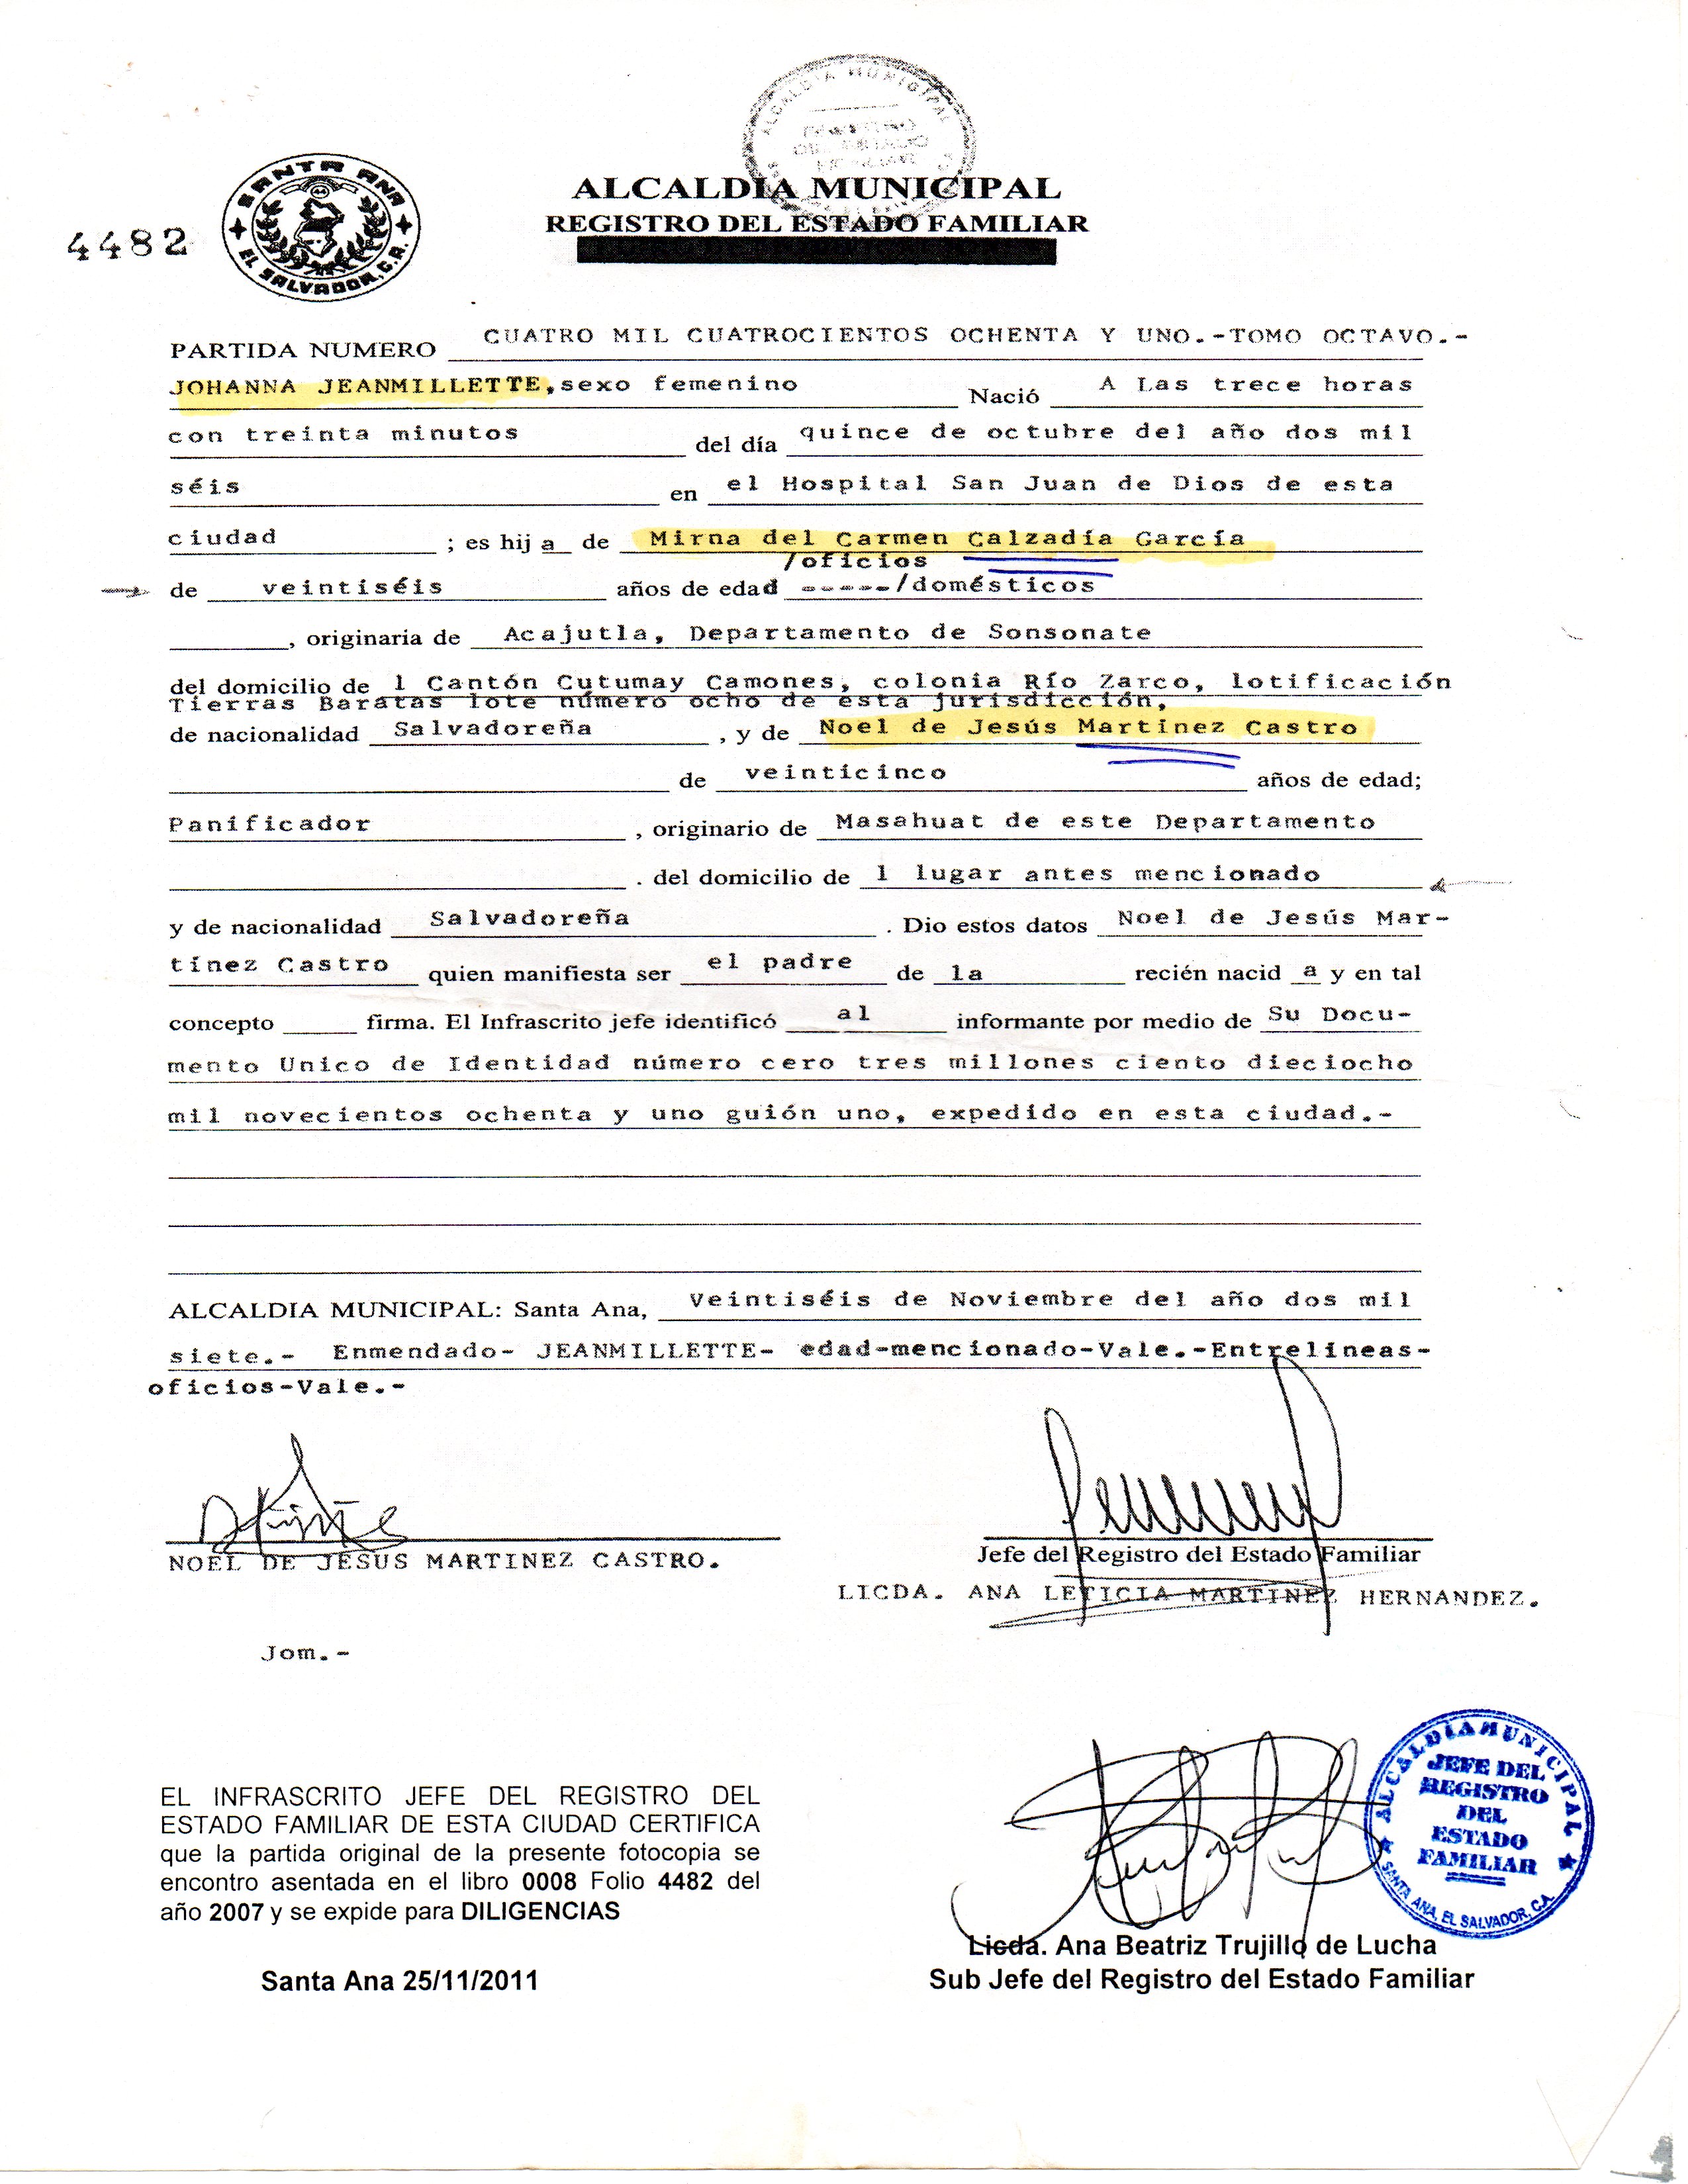 ALCALDIA MUNICIPAL
SANTA ANA
EL SALVADOR, C.A.
4482
ALCALDIA MUNICIPAL
REGISTRO DEL ESTADO FAMILIAR
PARTIDA NUMERO CUATRO MIL CUATROCIENTOS OCHENTA Y UNO.-TOMO OCTAVO.-
JOHANNA JEANMILLETTE, sexo femenino Nació A Las trece horas
con treinta minutos del día quince de octubre del año dos mil
séis en el Hospital San Juan de Dios de esta
ciudad ; es hij a de Mirna del Carmen Calzadía García
/oficios
de veintiséis años de edad -----/domésticos
, originaria de Acajutla, Departamento de Sonsonate
del domicilio de l Cantón Cutumay Camones, colonia Río Zarco, lotificación
Tierras Baratas lote número ocho de esta jurisdicción,
de nacionalidad Salvadoreña , y de Noel de Jesús Martínez Castro
de veinticinco años de edad;
Panificador , originario de Masahuat de este Departamento
. del domicilio de l lugar antes mencionado
y de nacionalidad Salvadoreña . Dio estos datos Noel de Jesús Mar-
tínez Castro quien manifiesta ser el padre de la recién nacid a y en tal
concepto firma. El Infrascrito jefe identificó al informante por medio de Su Docu-
mento Unico de Identidad número cero tres millones ciento dieciocho
mil novecientos ochenta y uno guión uno, expedido en esta ciudad.-
ALCALDIA MUNICIPAL: Santa Ana, Veintiséis de Noviembre del año dos mil
siete.- Enmendado- JEANMILLETTE- edad-mencionado-Vale.-Entrelineas-
oficios-Vale.-
NOEL DE JESUS MARTINEZ CASTRO.
Jefe del Registro del Estado Familiar
LICDA. ANA LETICIA MARTINEZ HERNANDEZ.
Jom.-
EL INFRASCRITO JEFE DEL REGISTRO DEL
ESTADO FAMILIAR DE ESTA CIUDAD CERTIFICA
que la partida original de la presente fotocopia se
encontro asentada en el libro 0008 Folio 4482 del
año 2007 y se expide para DILIGENCIAS
Santa Ana 25/11/2011
ALCALDIA MUNICIPAL
JEFE DEL
REGISTRO
DEL
ESTADO
FAMILIAR
SANTA ANA, EL SALVADOR, C.A.
Licda. Ana Beatriz Trujillo de Lucha
Sub Jefe del Registro del Estado Familiar